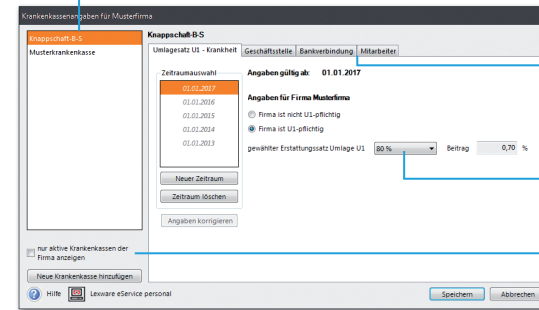 Krankenkassenangaben für Musterfirma
Knappschaft-B-S
Musterkrankenkasse
Knappschaft-B-S
Umlagesatz U1 - Krankheit
Geschäftsstelle
Bankverbindung
Mitarbeiter
Zeitraumauswahl
01.01.2017
01.01.2016
01.01.2015
01.01.2014
01.01.2013
Neuer Zeitraum
Zeitraum löschen
Angaben korrigieren
Angaben gültig ab: 01.01.2017
Angaben für Firma Musterfirma
Firma ist nicht U1-pflichtig
Firma ist U1-pflichtig
gewählter Erstattungssatz Umlage U1 80 % Beitrag 0,70 %
nur aktive Krankenkassen der
Firma anzeigen
Neue Krankenkasse hinzufügen
Hilfe Lexware eService personal
Speichern Abbrechen